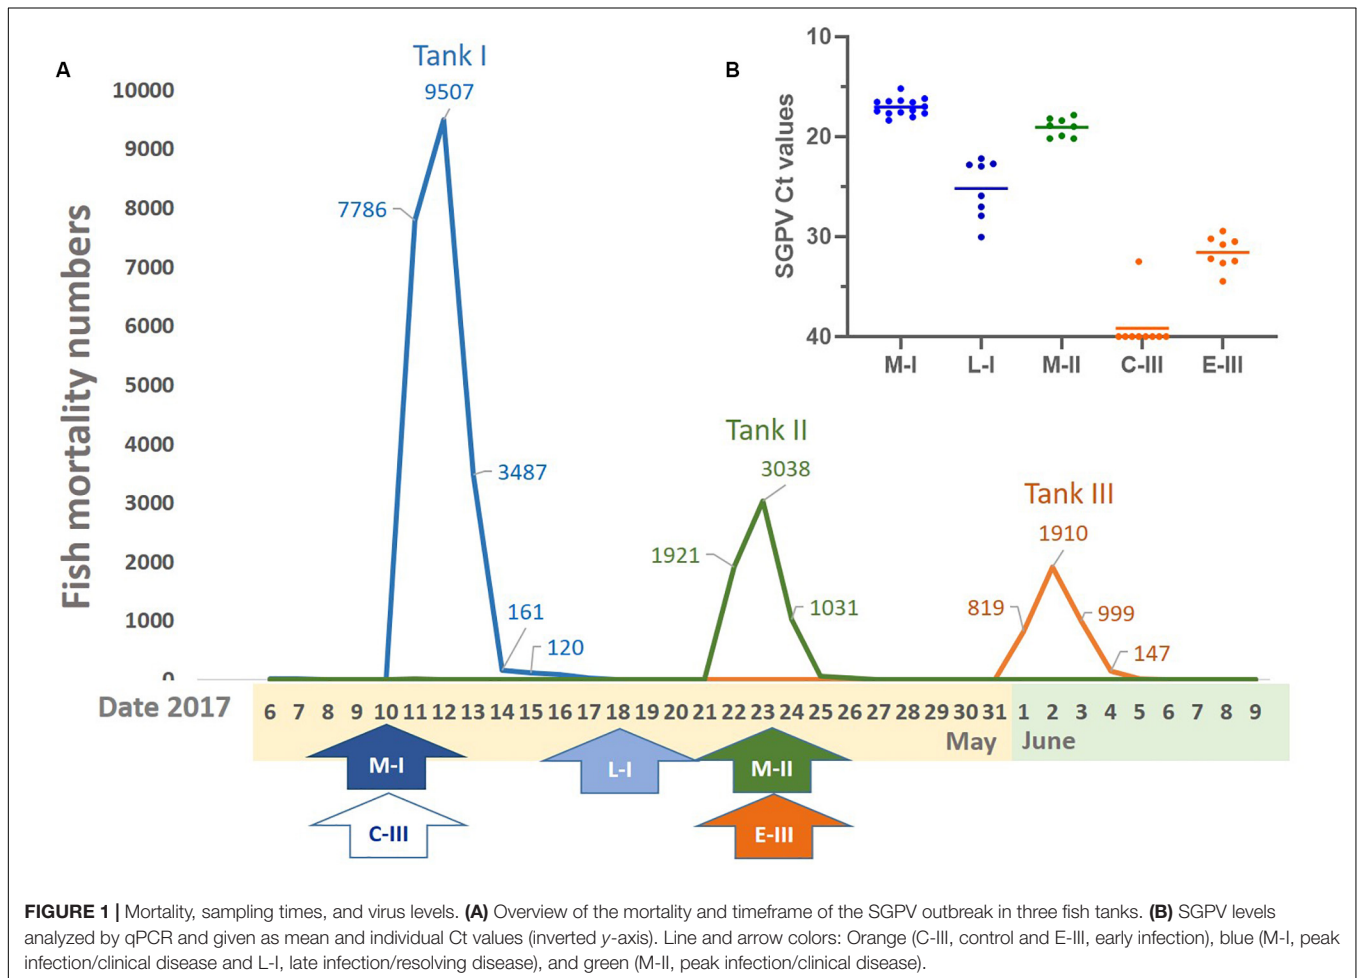 A
Tank I
9507
10000
9000
8000
7000
6000
5000
4000
3000
2000
1000
0
Fish mortality numbers
7786
3487
161
120
Tank II
3038
1921
1031
Tank III
1910
819
999
147
Date 2017
6 7 8 9 10 11 12 13 14 15 16 17 18 19 20 21 22 23 24 25 26 27 28 29 30 31 1 2 3 4 5 6 7 8 9
May June
M-I
L-I
M-II
C-III
E-III
B
10
20
30
40
SGPV Ct values
M-I L-I M-II C-III E-III
FIGURE 1 | Mortality, sampling times, and virus levels. (A) Overview of the mortality and timeframe of the SGPV outbreak in three fish tanks. (B) SGPV levels
analyzed by qPCR and given as mean and individual Ct values (inverted y-axis). Line and arrow colors: Orange (C-III, control and E-III, early infection), blue (M-I, peak
infection/clinical disease and L-I, late infection/resolving disease), and green (M-II, peak infection/clinical disease).